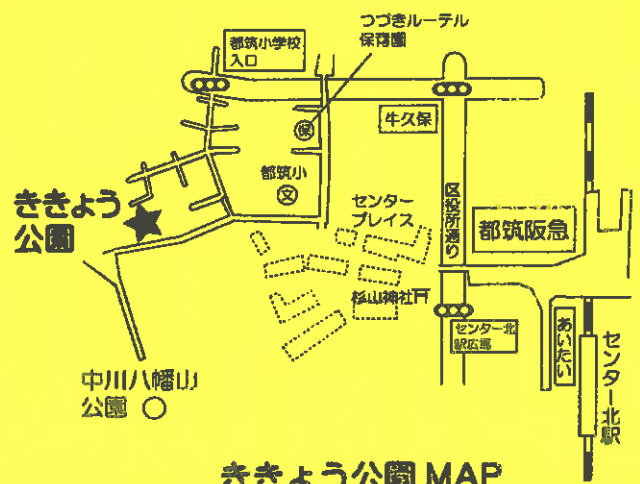 つづきルーテル
保育園
都筑小学校
入口
保
牛久保
都筑小
文
ききょう
公園
センター
プレイス
区役所通り
都筑阪急
杉山神社
センター北
駅広場
あいたい
センター北駅
中川八幡山
公園
ききょう公園 MAP